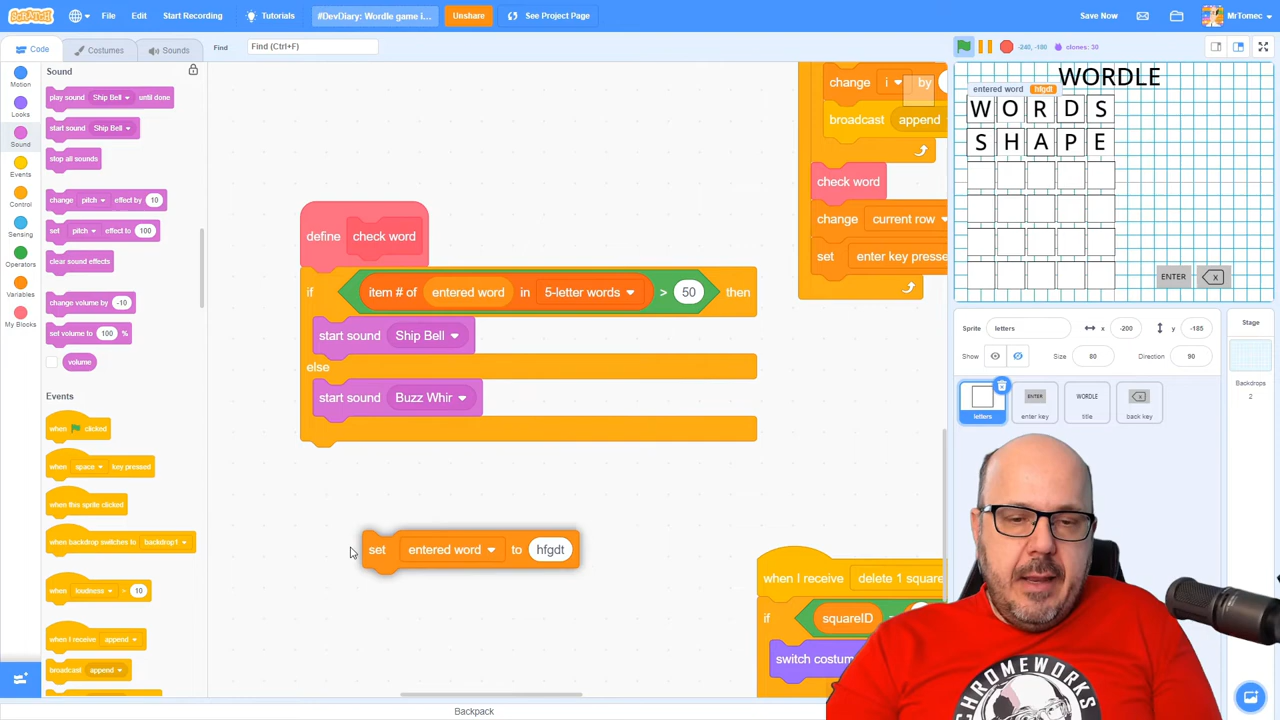 SCRATCH File Edit Start Recording Tutorials #DevDiary: Wordle game i... Unshare See Project Page Save Now MrTomec
Code Costumes Sounds Find Find (Ctrl+F) -240, -180 clones: 30
Motion
Looks
Sound
Events
Control
Sensing
Operators
Variables
My Blocks
Sound
play sound Ship Bell until done
start sound Ship Bell
stop all sounds
change pitch effect by 10
set pitch effect to 100
clear sound effects
change volume by -10
set volume to 100 %
volume
Events
when clicked
when space key pressed
when this sprite clicked
when backdrop switches to backdrop1
when loudness > 10
when I receive append
broadcast append
define check word
if item # of entered word in 5-letter words > 50 then
start sound Ship Bell
else
start sound Buzz Whir
set entered word to hfgdt
change i by
broadcast append
check word
change current row
set enter key presse
when I receive delete 1 square
if squareID
switch costum
Backpack
WORDLE
entered word hfgdt
W O R D S
S H A P E
ENTER X
Sprite letters x -200 y -185
Show Size 80 Direction 90
letters
ENTER
enter key
WORDLE
title
back key
Stage
Backdrops
2
CHROMEWORKS